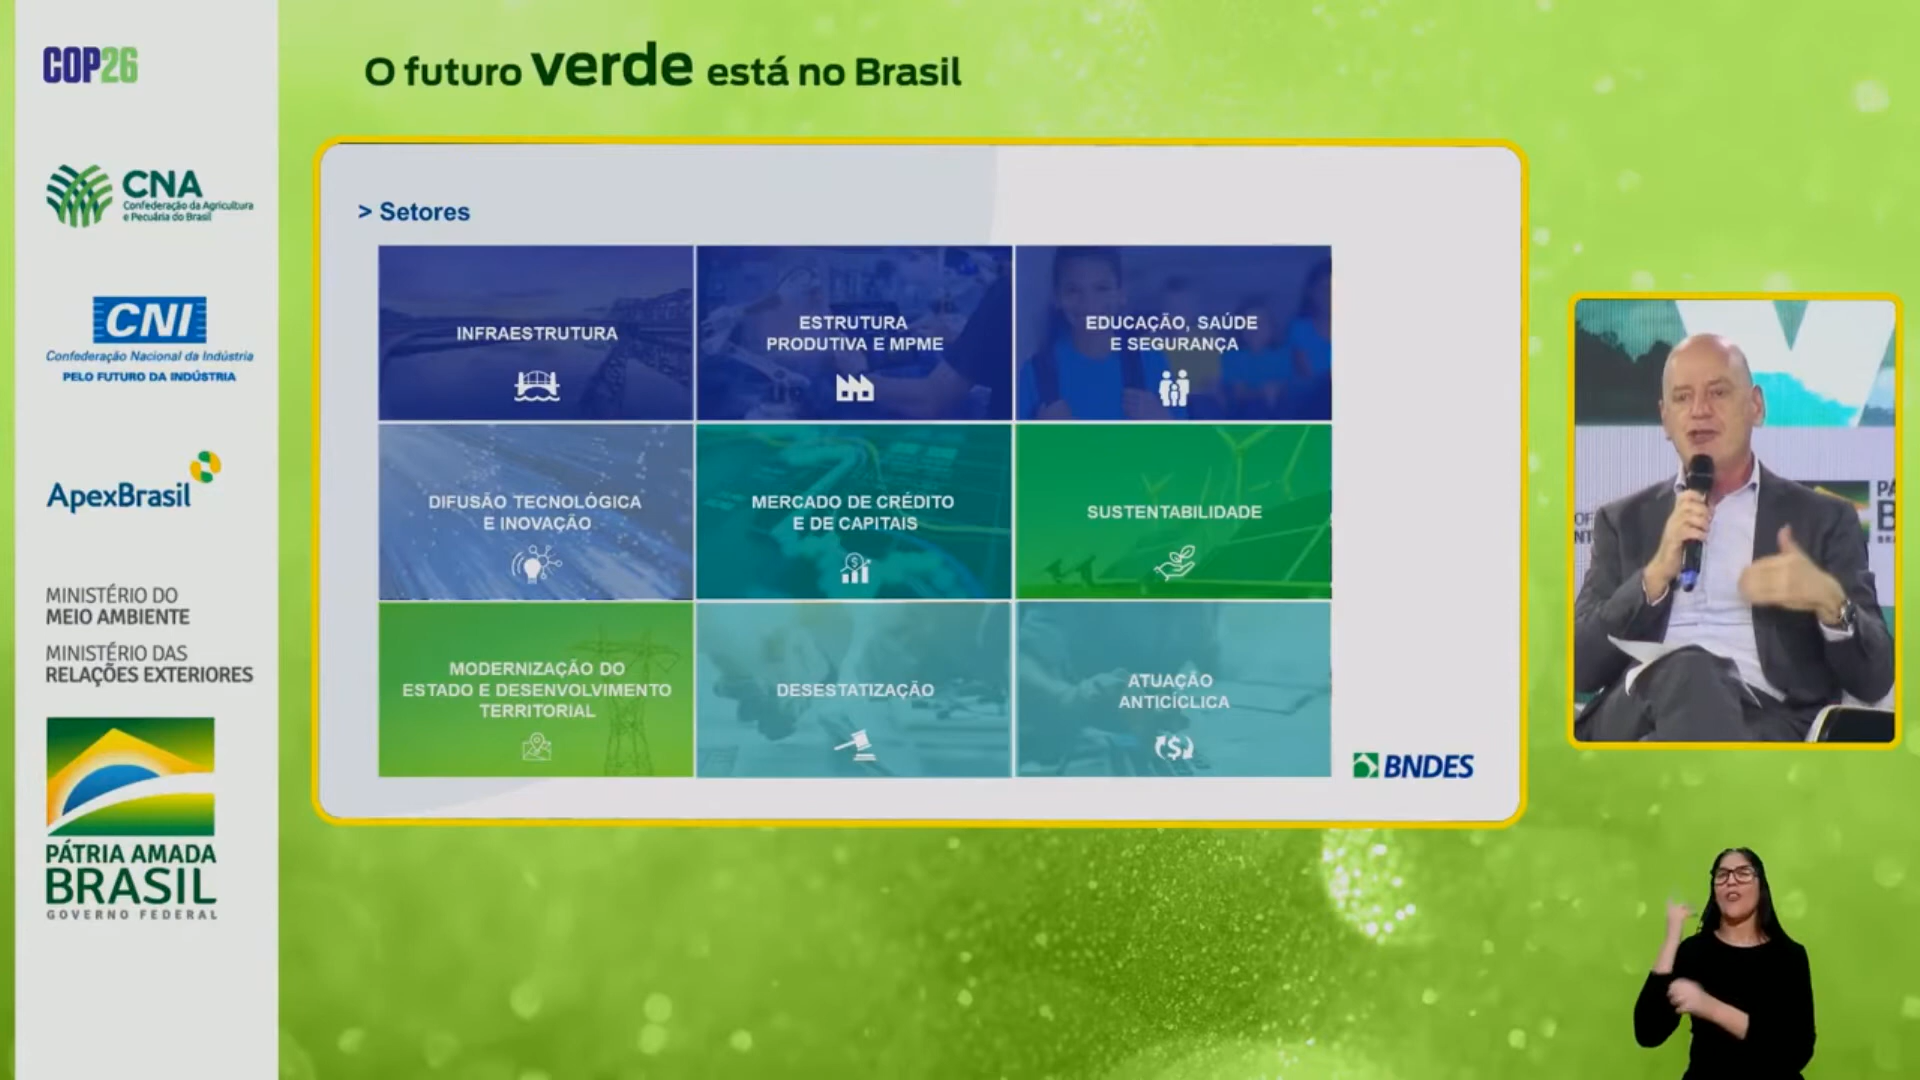 COP26
O futuro verde está no Brasil
CNA
Confederação da Agricultura
e Pecuária do Brasil
CNI
Confederação Nacional da Indústria
PELO FUTURO DA INDÚSTRIA
ApexBrasil
MINISTÉRIO DO
MEIO AMBIENTE
MINISTÉRIO DAS
RELAÇÕES EXTERIORES
PÁTRIA AMADA
BRASIL
GOVERNO FEDERAL
> Setores
INFRAESTRUTURA
ESTRUTURA
PRODUTIVA E MPME
EDUCAÇÃO, SAÚDE
E SEGURANÇA
DIFUSÃO TECNOLÓGICA
E INOVAÇÃO
MERCADO DE CRÉDITO
E DE CAPITAIS
SUSTENTABILIDADE
MODERNIZAÇÃO DO
ESTADO E DESENVOLVIMENTO
TERRITORIAL
DESESTATIZAÇÃO
ATUAÇÃO
ANTICÍCLICA
BNDES